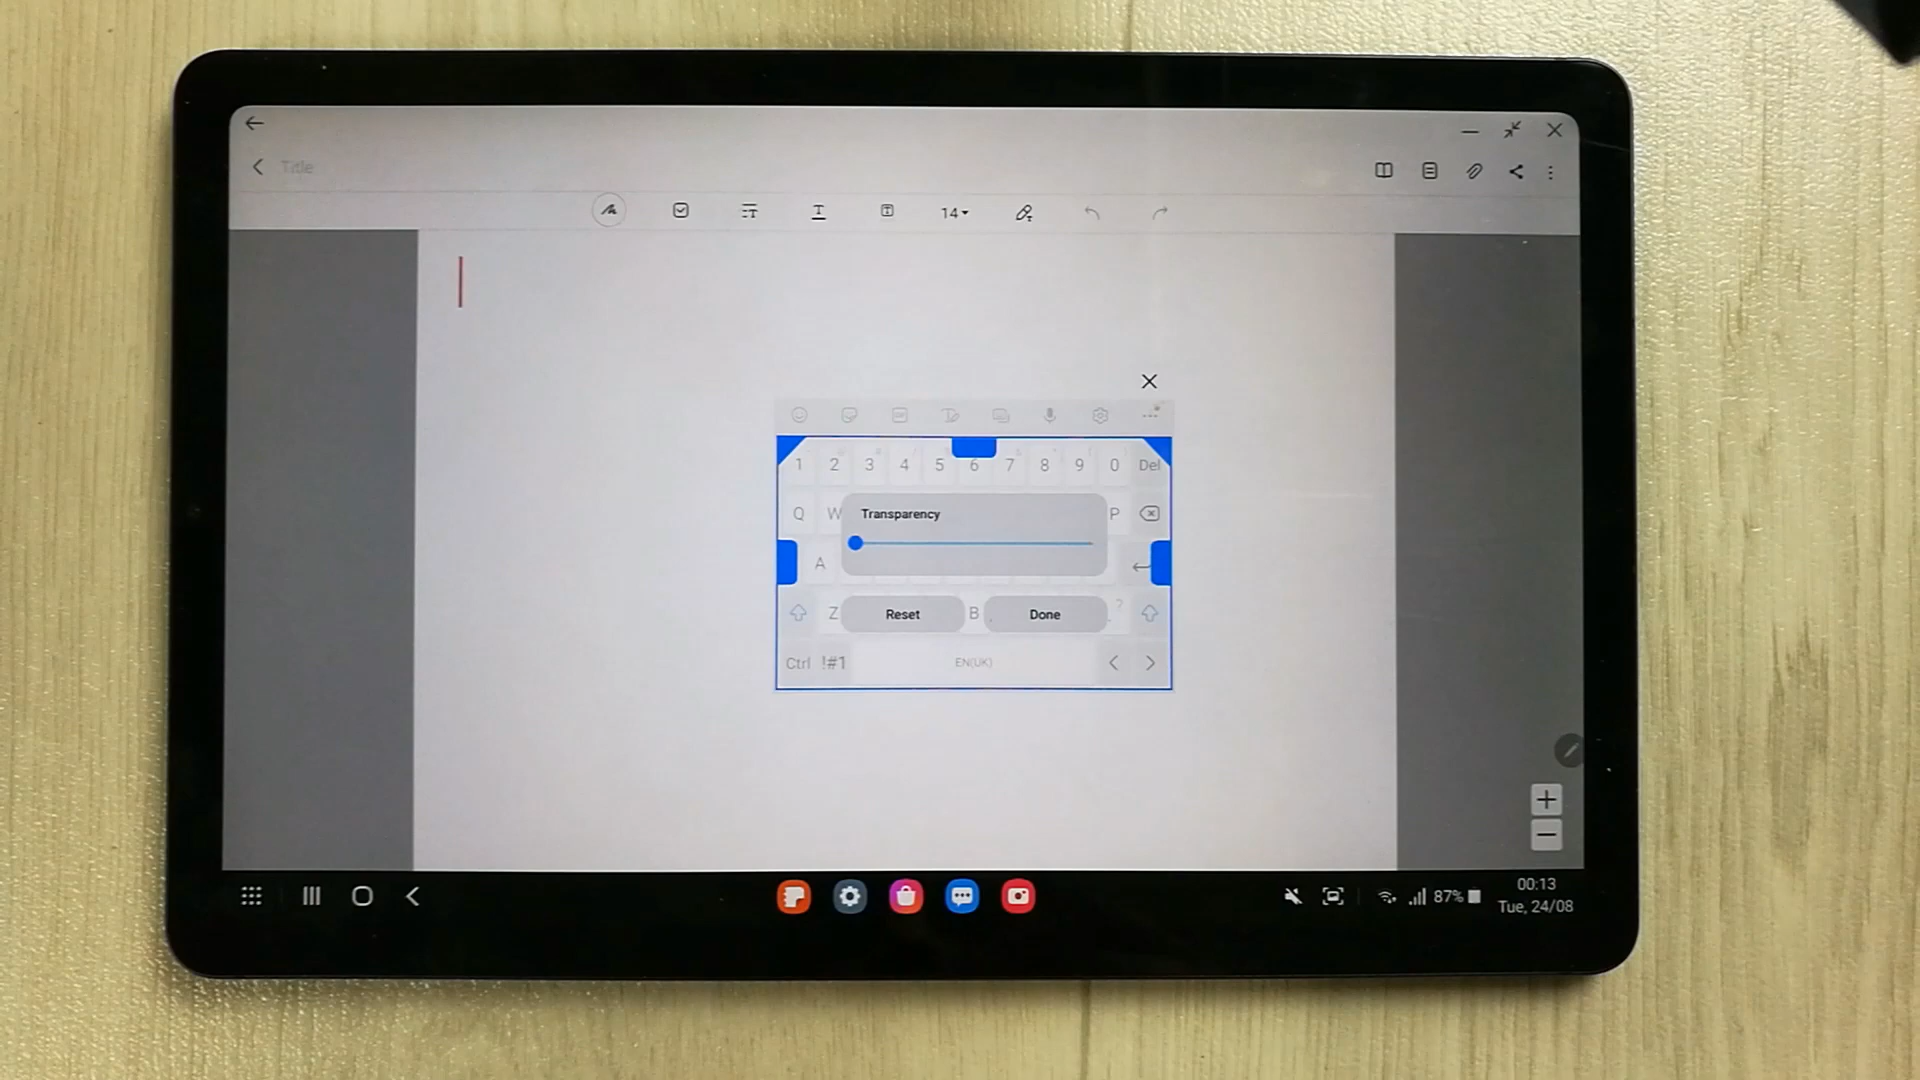 Title
14
1 2 3 4 5 6 7 8 9 0 Del
Q W P
Transparency
A
Z Reset B Done ?
Ctrl !#1 EN(UK)
87% 00:13
Tue, 24/08